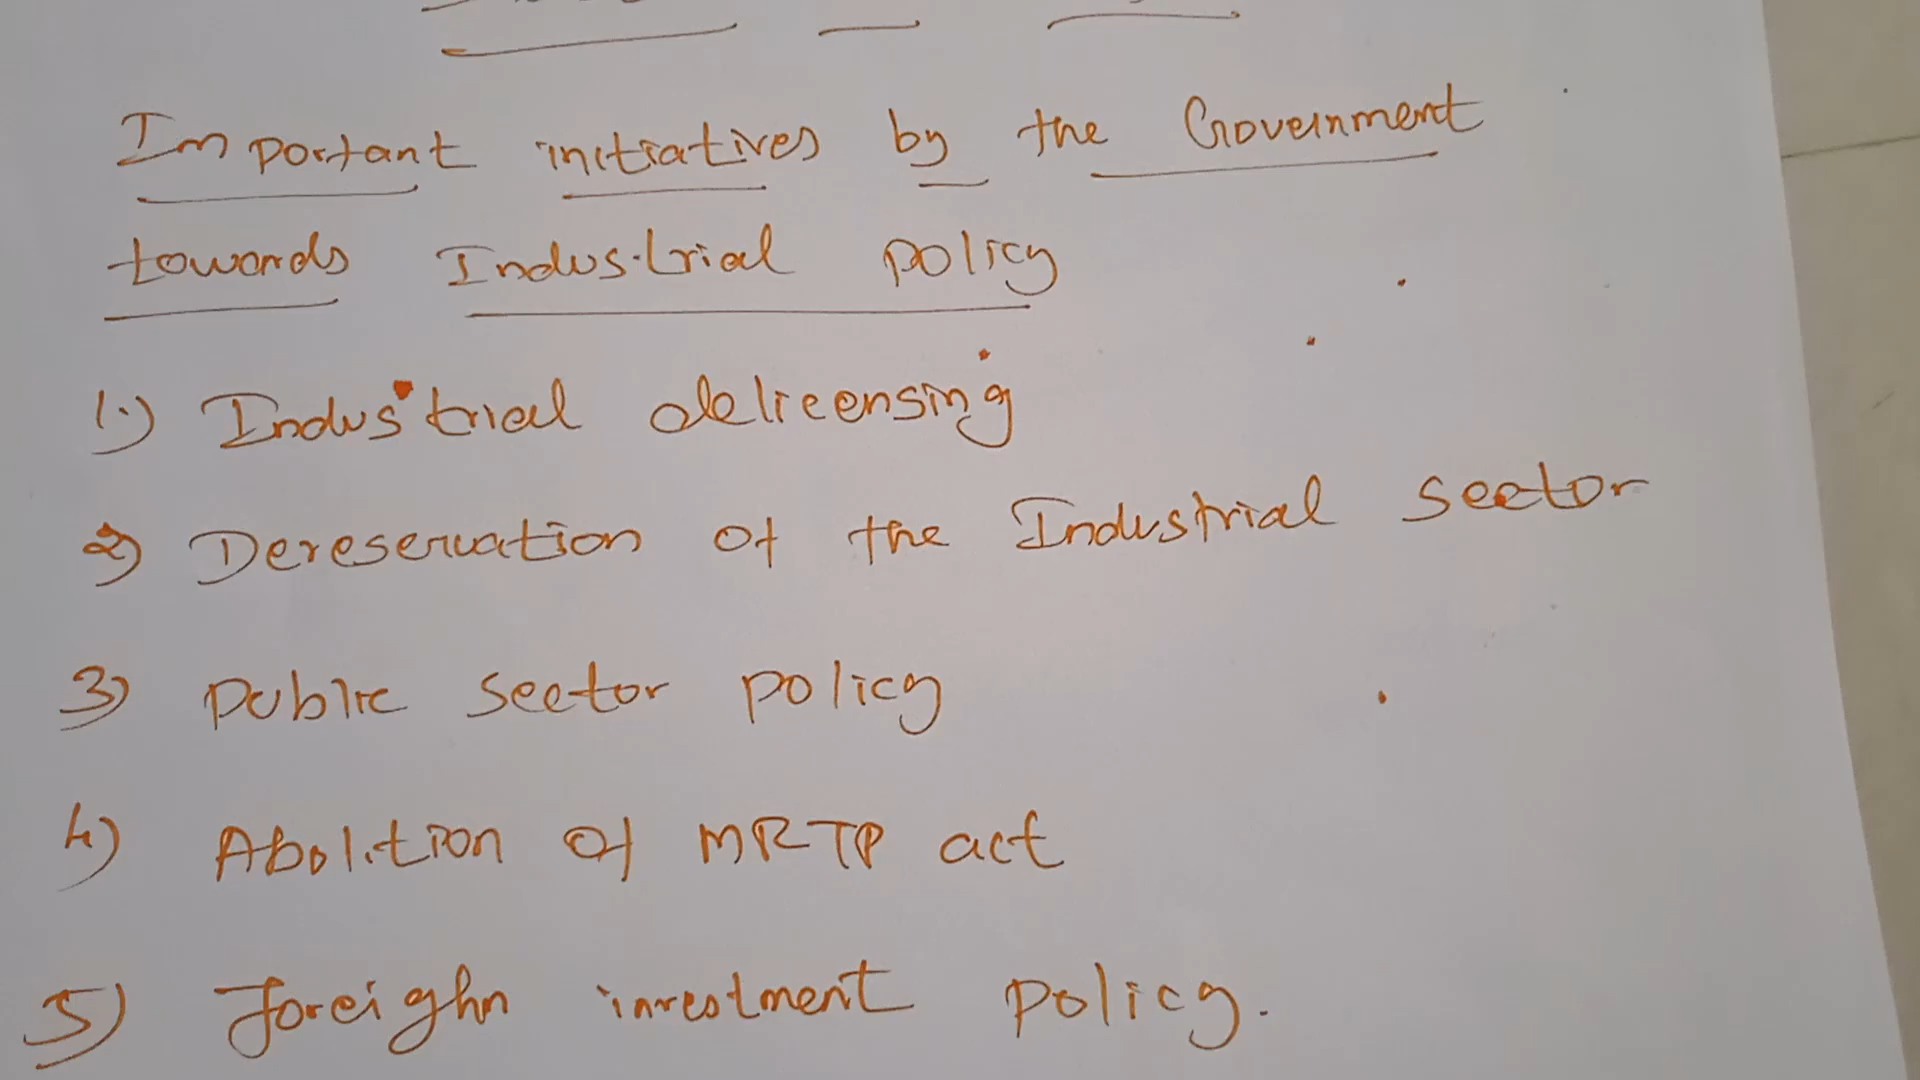 Important initiatives by the Government
towards Industrial policy
1.) Industrial delicensing
2) Dereservation of the Industrial sector
3) public sector policy
4) Abolition of MRTP act
5) foreighn investment policy.